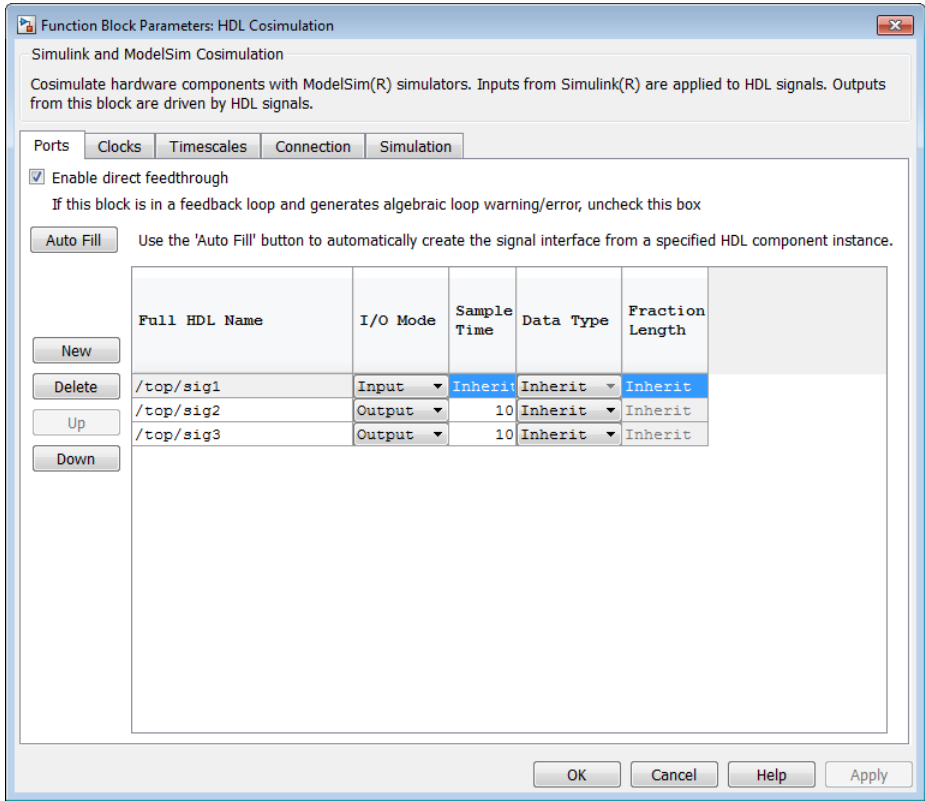 Function Block Parameters: HDL Cosimulation
Simulink and ModelSim Cosimulation
Cosimulate hardware components with ModelSim(R) simulators. Inputs from Simulink(R) are applied to HDL signals. Outputs
from this block are driven by HDL signals.
Ports Clocks Timescales Connection Simulation
Enable direct feedthrough
If this block is in a feedback loop and generates algebraic loop warning/error, uncheck this box
Auto Fill Use the 'Auto Fill' button to automatically create the signal interface from a specified HDL component instance.
Full HDL Name I/O Mode Sample Time Data Type Fraction Length
New
Delete /top/sig1 Input Inherit Inherit Inherit
/top/sig2 Output 10 Inherit Inherit
Up
/top/sig3 Output 10 Inherit Inherit
Down
OK Cancel Help Apply